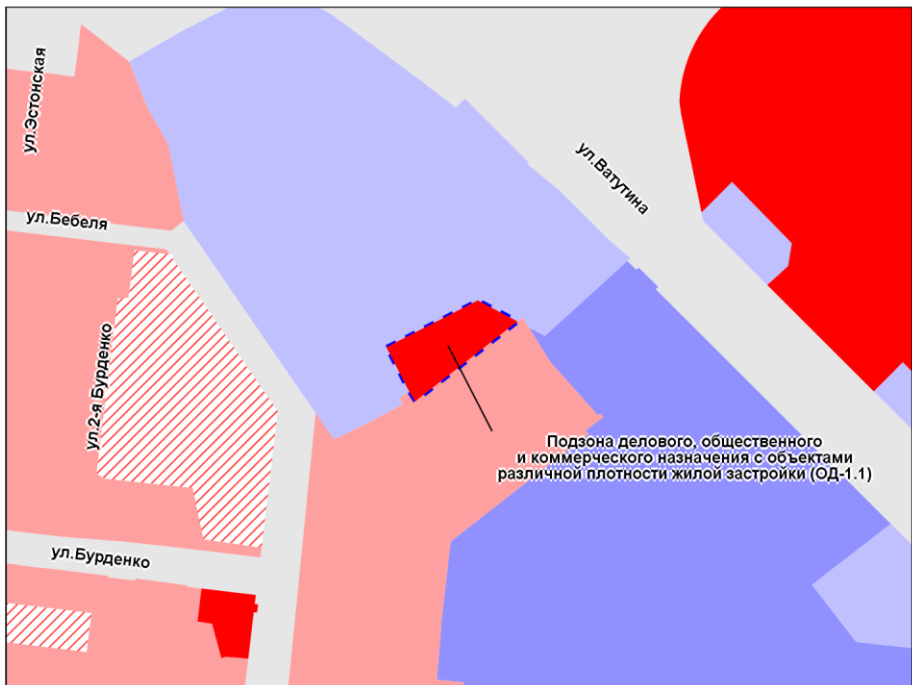 ул.Эстонская
ул.Ватутина
ул.Бебеля
ул.2-я Бурденко
Подзона делового, общественного
и коммерческого назначения с объектами
различной плотности жилой застройки (ОД-1.1)
ул.Бурденко